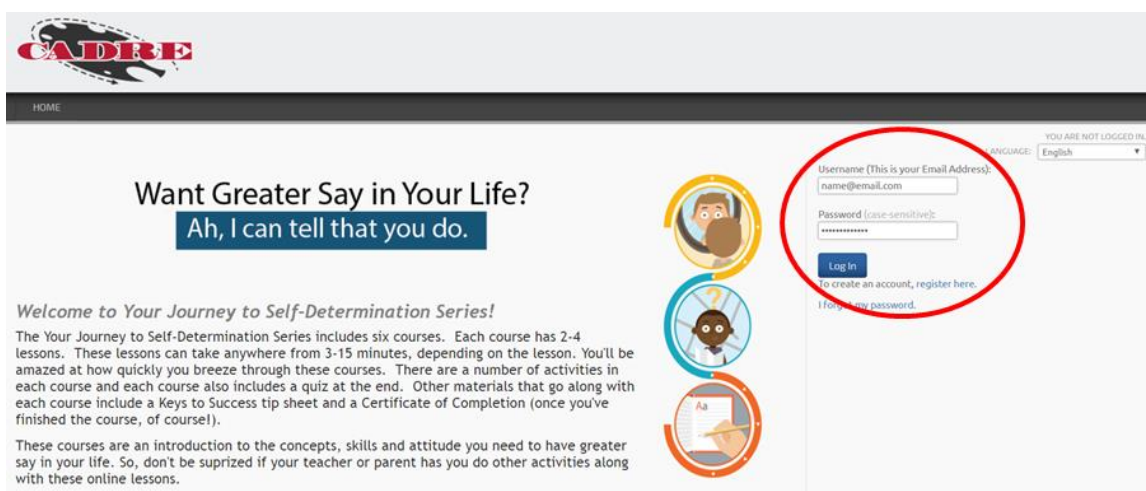 CADRE
HOME
YOU ARE NOT LOGGED IN.
LANGUAGE: English
Want Greater Say in Your Life?
Ah, I can tell that you do.
Username (This is your Email Address):
name@email.com
Password (case-sensitive):
•••••••••••••
Log In
To create an account, register here.
I forgot my password.
Welcome to Your Journey to Self-Determination Series!
The Your Journey to Self-Determination Series includes six courses. Each course has 2-4
lessons. These lessons can take anywhere from 3-15 minutes, depending on the lesson. You'll be
amazed at how quickly you breeze through these courses. There are a number of activities in
each course and each course also includes a quiz at the end. Other materials that go along with
each course include a Keys to Success tip sheet and a Certificate of Completion (once you've
finished the course, of course!).
These courses are an introduction to the concepts, skills and attitude you need to have greater
say in your life. So, don't be suprized if your teacher or parent has you do other activities along
with these online lessons.
?
Aa